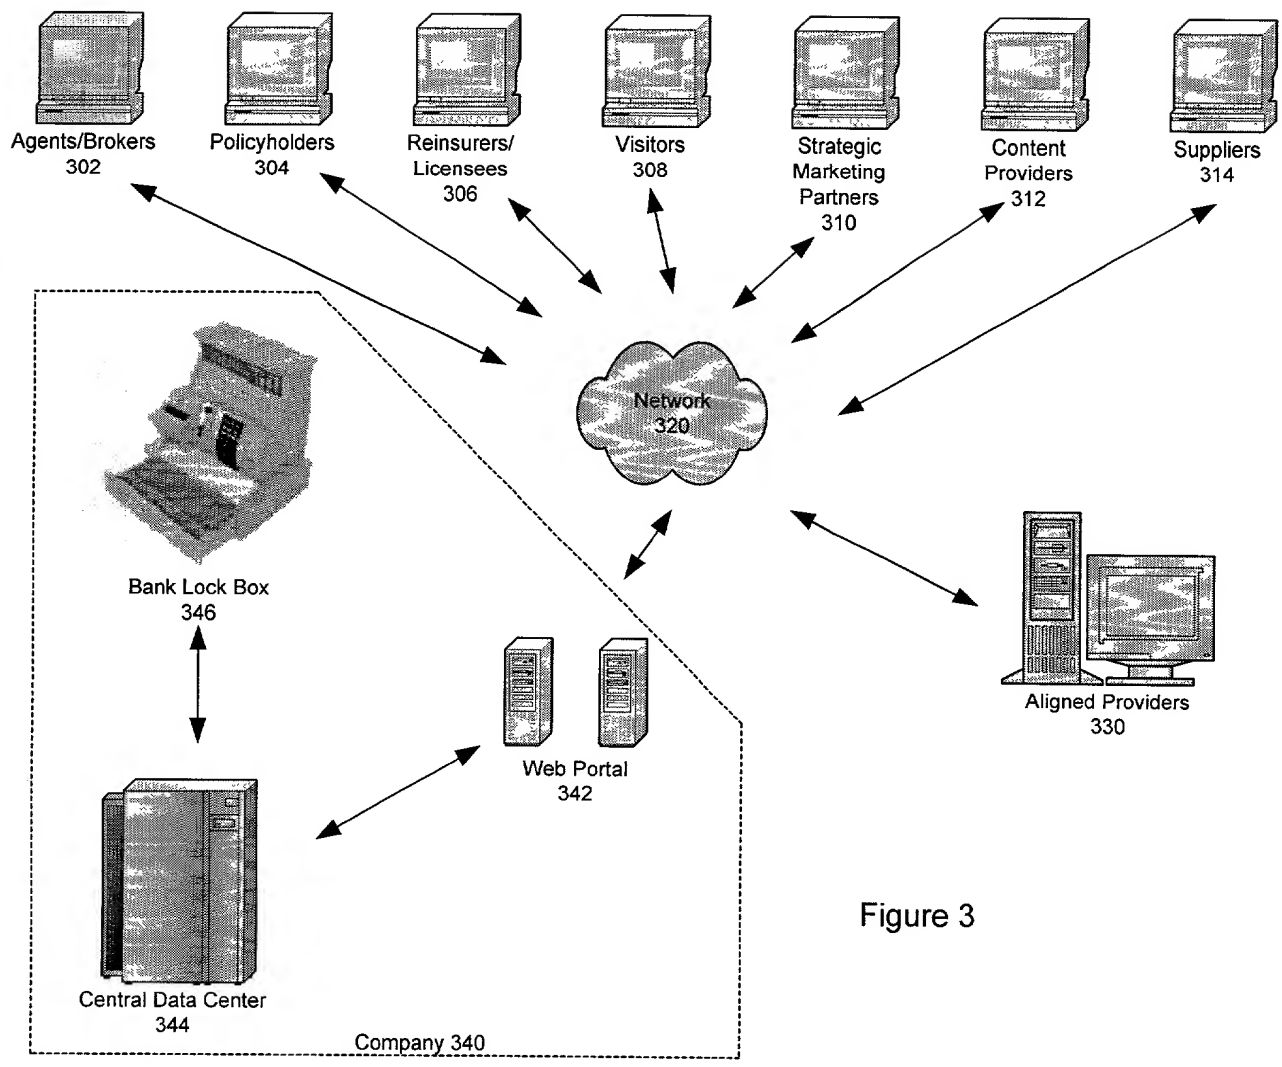 Agents/Brokers
302
Policyholders
304
Reinsurers/
Licensees
306
Visitors
308
Strategic
Marketing
Partners
310
Content
Providers
312
Suppliers
314
Network
320
Bank Lock Box
346
Aligned Providers
330
Web Portal
342
Figure 3
Central Data Center
344
Company 340